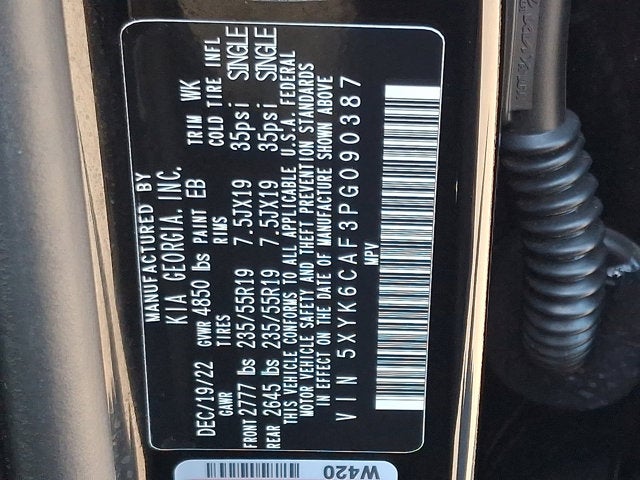 MANUFACTURED BY
KIA GEORGIA, INC.
DEC/19/22 GVWR 4850 lbs PAINT EB TRIM WK
GAWR TIRES RIMS COLD TIRE INFL
FRONT 2777 lbs 235/55R19 7.5JX19 35psi SINGLE
REAR 2645 lbs 235/55R19 7.5JX19 35psi SINGLE
THIS VEHICLE CONFORMS TO ALL APPLICABLE U.S.A. FEDERAL
MOTOR VEHICLE SAFETY AND THEFT PREVENTION STANDARDS
IN EFFECT ON THE DATE OF MANUFACTURE SHOWN ABOVE
VIN 5XYK6CAF3PG090387
MPV
W420